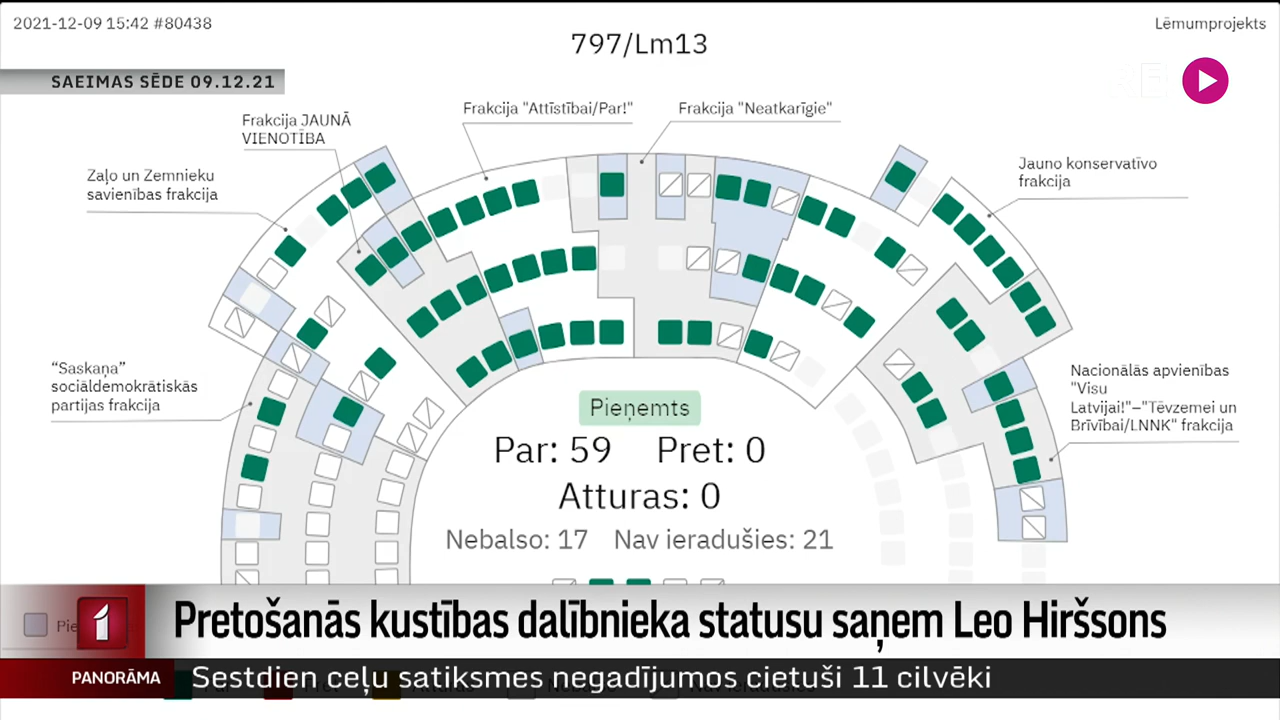 2021-12-09 15:42 #80438
Lēmumprojekts
797/Lm13
SAEIMAS SĒDE 09.12.21
Frakcija "Attīstībai/Par!"
Frakcija "Neatkarīgie"
Frakcija JAUNĀ
VIENOTĪBA
Zaļo un Zemnieku
savienības frakcija
Jauno konservatīvo
frakcija
“Saskaņa”
sociāldemokrātiskās
partijas frakcija
Nacionālās apvienības
"Visu
Latvijai!"–"Tēvzemei un
Brīvībai/LNNK" frakcija
Pieņemts
Par: 59 Pret: 0
Atturas: 0
Nebalso: 17 Nav ieradušies: 21
1
Pretošanās kustības dalībnieka statusu saņem Leo Hiršsons
PANORĀMA
Sestdien ceļu satiksmes negadījumos cietuši 11 cilvēki